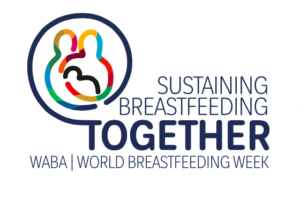 SUSTAINING
BREASTFEEDING
TOGETHER
WABA | WORLD BREASTFEEDING WEEK